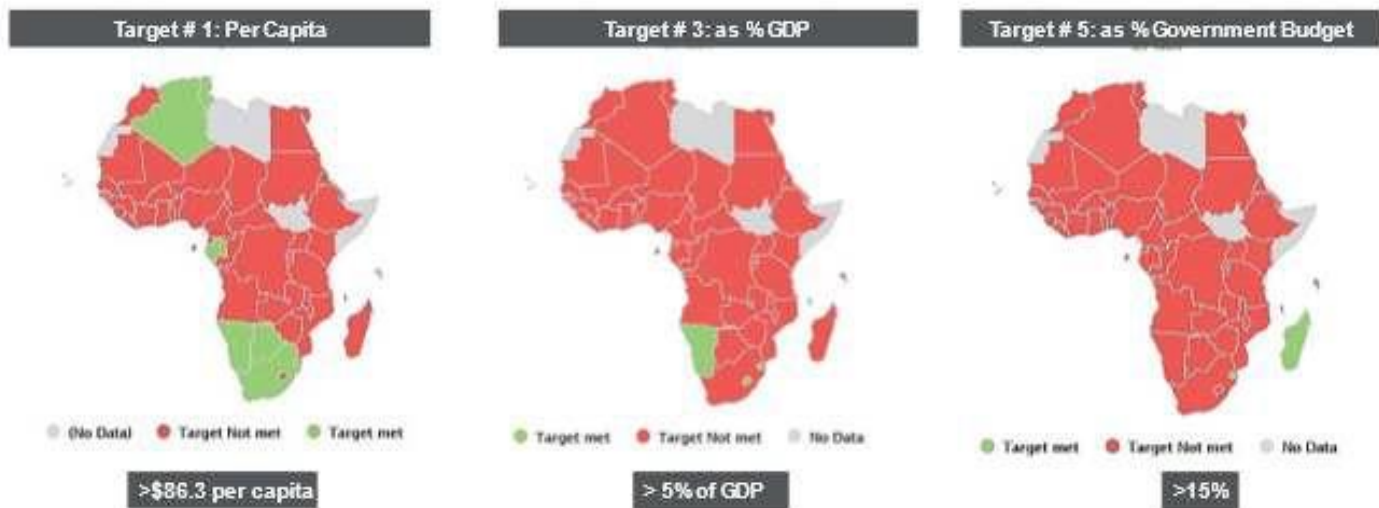 Target # 1: Per Capita
Target # 3: as % GDP
Target # 5: as % Government Budget
(No Data) Target Not met Target met
Target met Target Not met No Data
Target met Target Not met No Data
>$86.3 per capita
> 5% of GDP
>15%